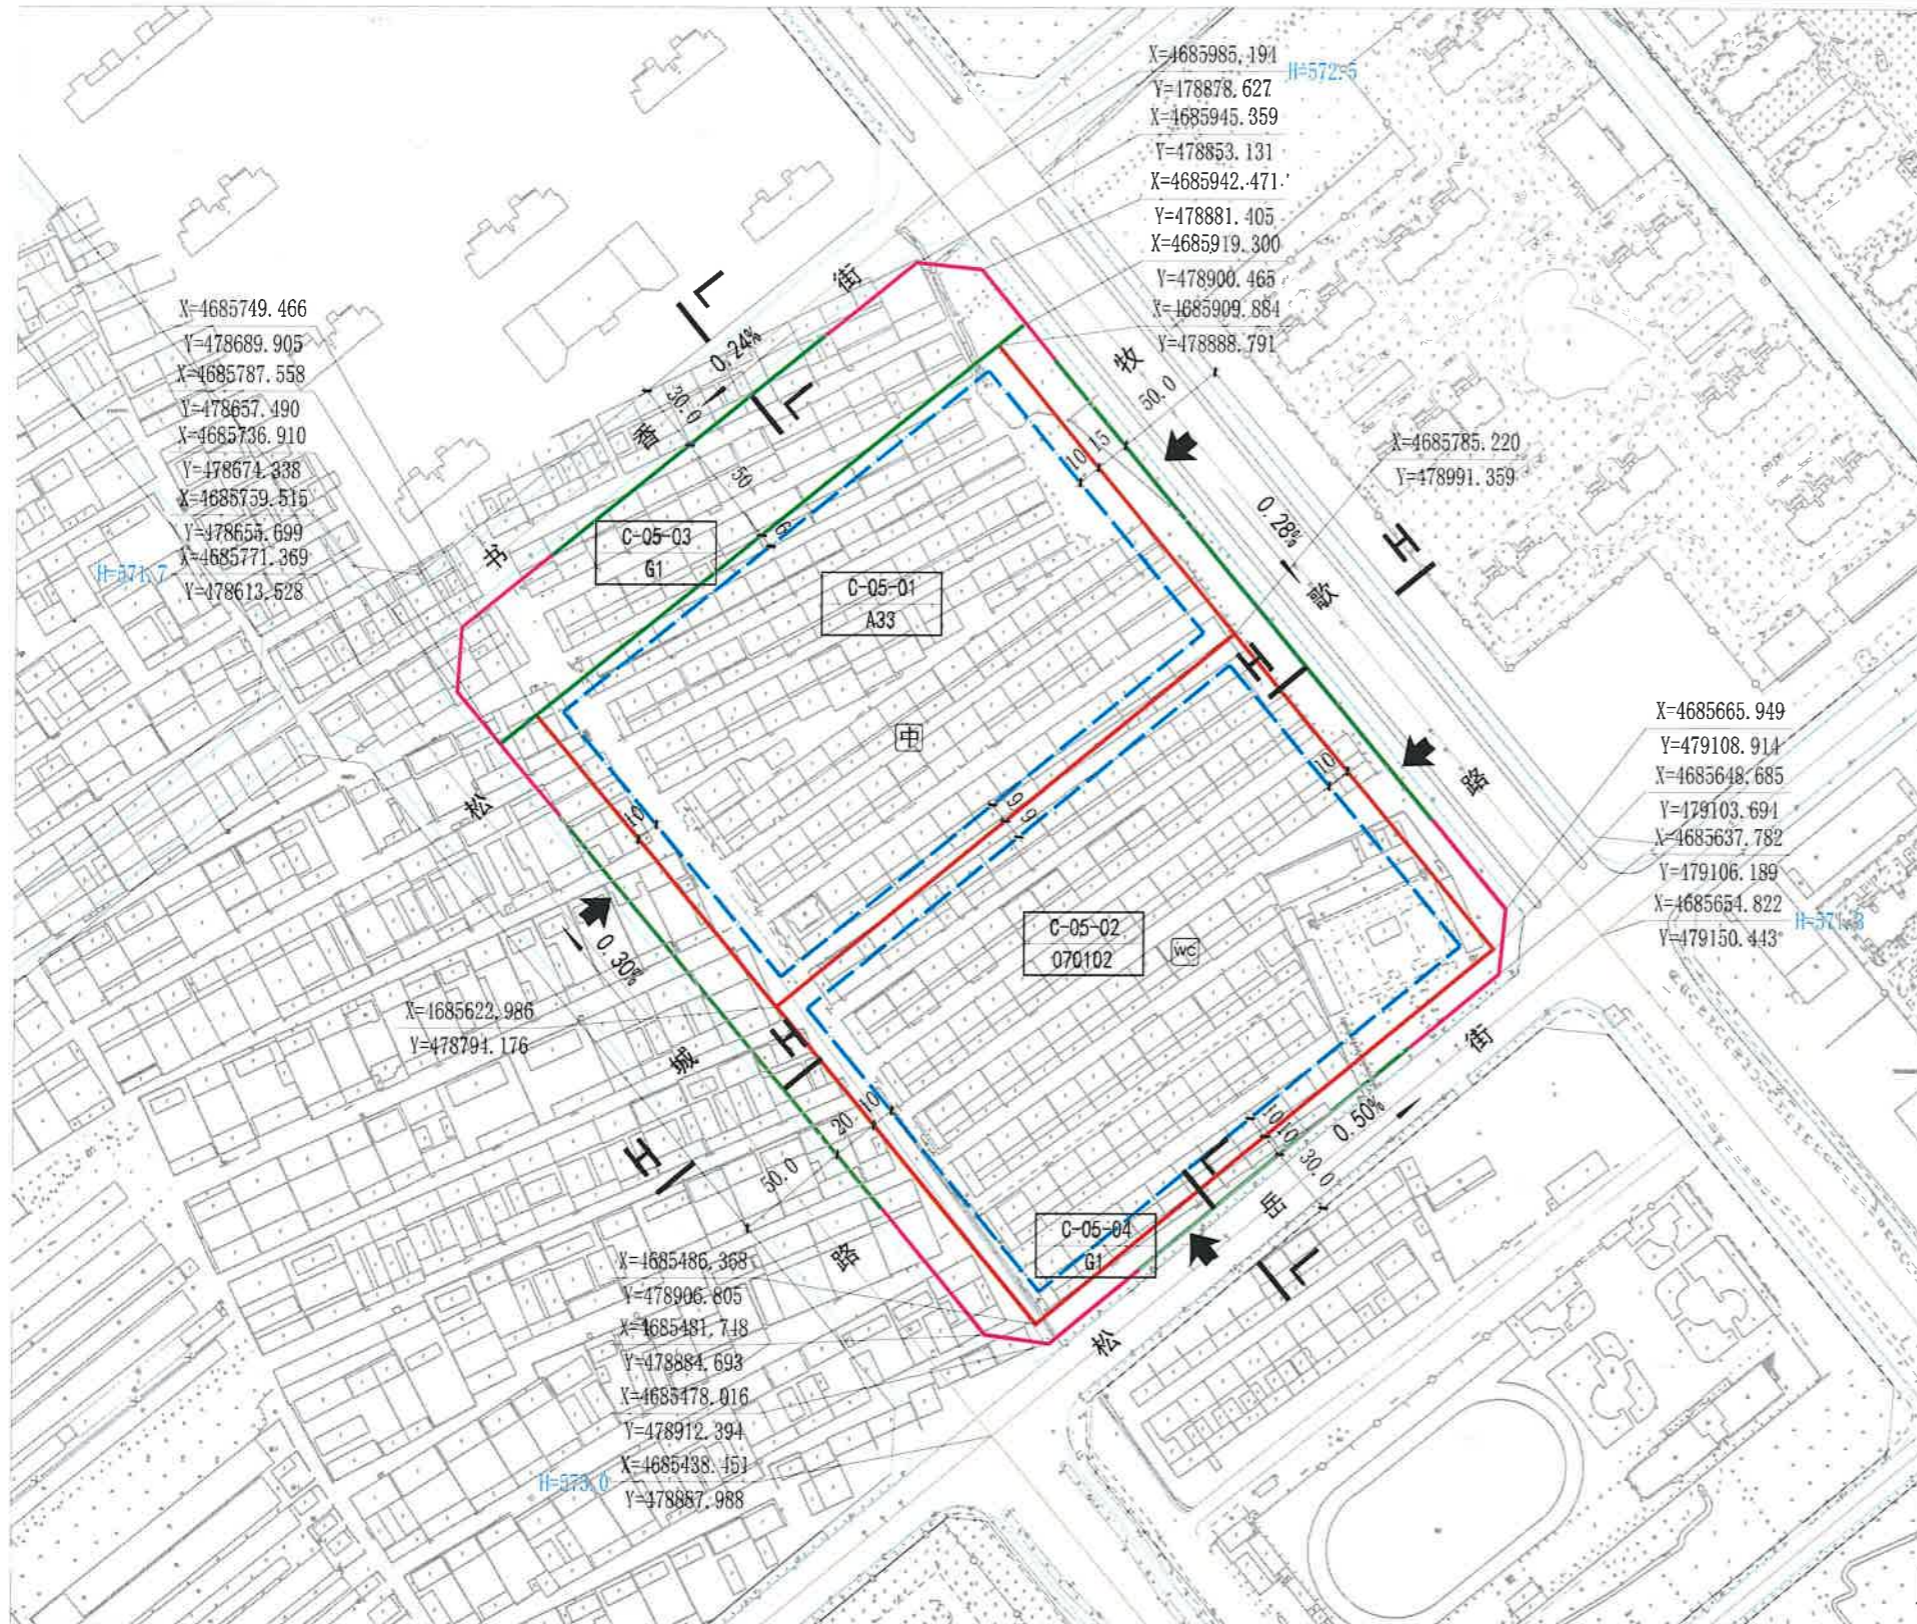 X=4685985.194
H=572.5
Y=478878.627
X=4685945.359
Y=478853.131
X=4685942.471
Y=478881.405
X=4685919.300
Y=478900.465
X=4685909.884
Y=478888.791
X=4685749.466
Y=478689.905
X=4685787.558
Y=478657.490
X=4685736.910
Y=478674.338
X=4685759.515
Y=478655.699
X=4685771.369
Y=478613.528
H=571.7
书香街
0.24%
30.0
50
牧歌路
50.0
15
10
0.28%
X=4685785.220
Y=478991.359
C-05-03
G1
6
C-05-01
A33
中
10
6
6
10
X=4685665.949
Y=479108.914
X=4685648.685
Y=479103.694
X=4685637.782
Y=479106.189
X=4685654.822
Y=479150.443
H=571.3
C-05-02
070102
WC
松城路
0.30%
X=4685622.986
Y=478794.176
20
10
50.0
松岳街
0.50%
10
10
30.0
C-05-04
G1
X=4685486.368
Y=478906.805
X=4685481.748
Y=478884.693
X=4685478.016
Y=478912.394
X=4685438.451
Y=478887.988
H=573.0